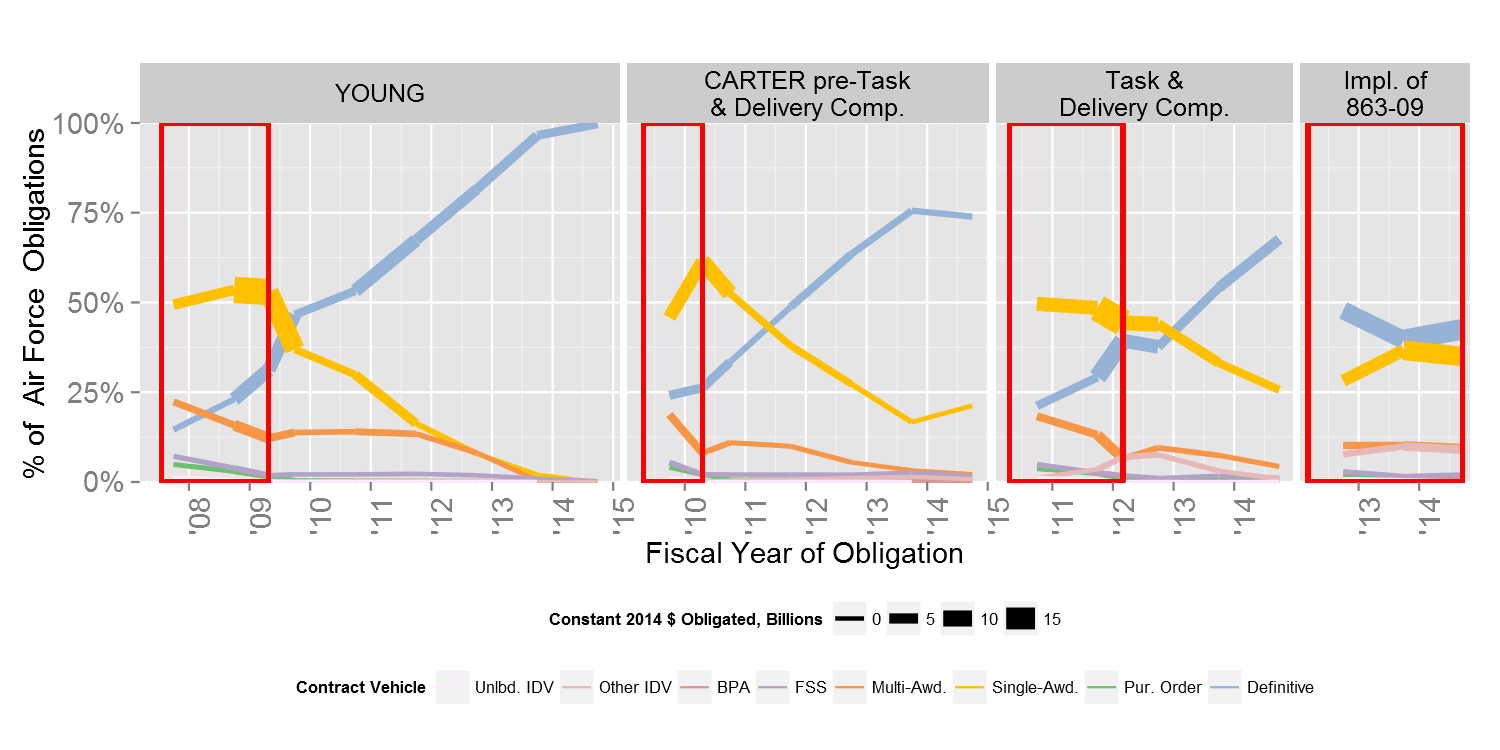 YOUNG
CARTER pre-Task
& Delivery Comp.
Task &
Delivery Comp.
Impl. of
863-09
% of Air Force Obligations
100%
75%
50%
25%
0%
'08
'09
'10
'11
'12
'13
'14
'15
'10
'11
'12
'13
'14
'15
'11
'12
'13
'14
'13
'14
Fiscal Year of Obligation
Constant 2014 $ Obligated, Billions 0 5 10 15
Contract Vehicle Unlbd. IDV Other IDV BPA FSS Multi-Awd. Single-Awd. Pur. Order Definitive